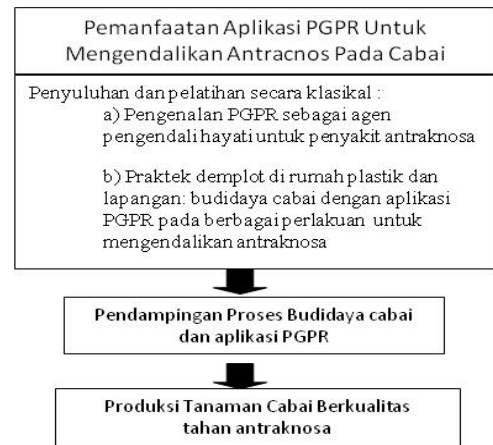 Pemanfaatan Aplikasi PGPR Untuk
Mengendalikan Antracnos Pada Cabai
Penyuluhan dan pelatihan secara klasikal :
a) Pengenalan PGPR sebagai agen
pengendali hayati untuk penyakit antraknosa
b) Praktek demplot di rumah plastik dan
lapangan: budidaya cabai dengan aplikasi
PGPR pada berbagai perlakuan untuk
mengendalikan antraknosa
Pendampingan Proses Budidaya cabai
dan aplikasi PGPR
Produksi Tanaman Cabai Berkualitas
tahan antraknosa